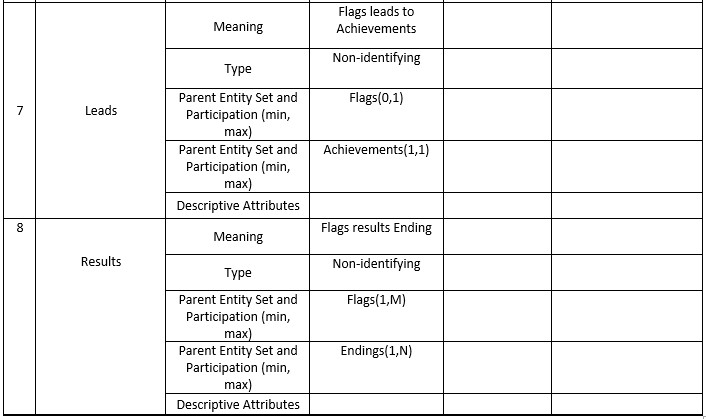 7
Leads
Meaning
Flags leads to
Achievements
Type
Non-identifying
Parent Entity Set and
Participation (min,
max)
Flags(0,1)
Parent Entity Set and
Participation (min,
max)
Achievements(1,1)
Descriptive Attributes
8
Results
Meaning
Flags results Ending
Type
Non-identifying
Parent Entity Set and
Participation (min,
max)
Flags(1,M)
Parent Entity Set and
Participation (min,
max)
Endings(1,N)
Descriptive Attributes